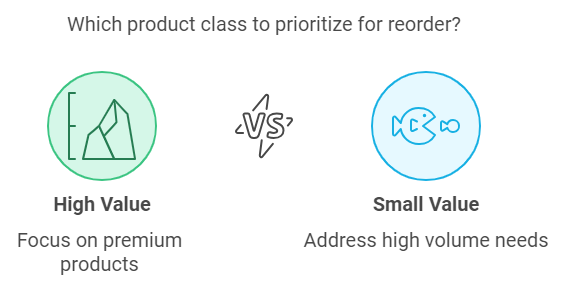 Which product class to prioritize for reorder?
VS
High Value
Small Value
Focus on premium
products
Address high volume needs